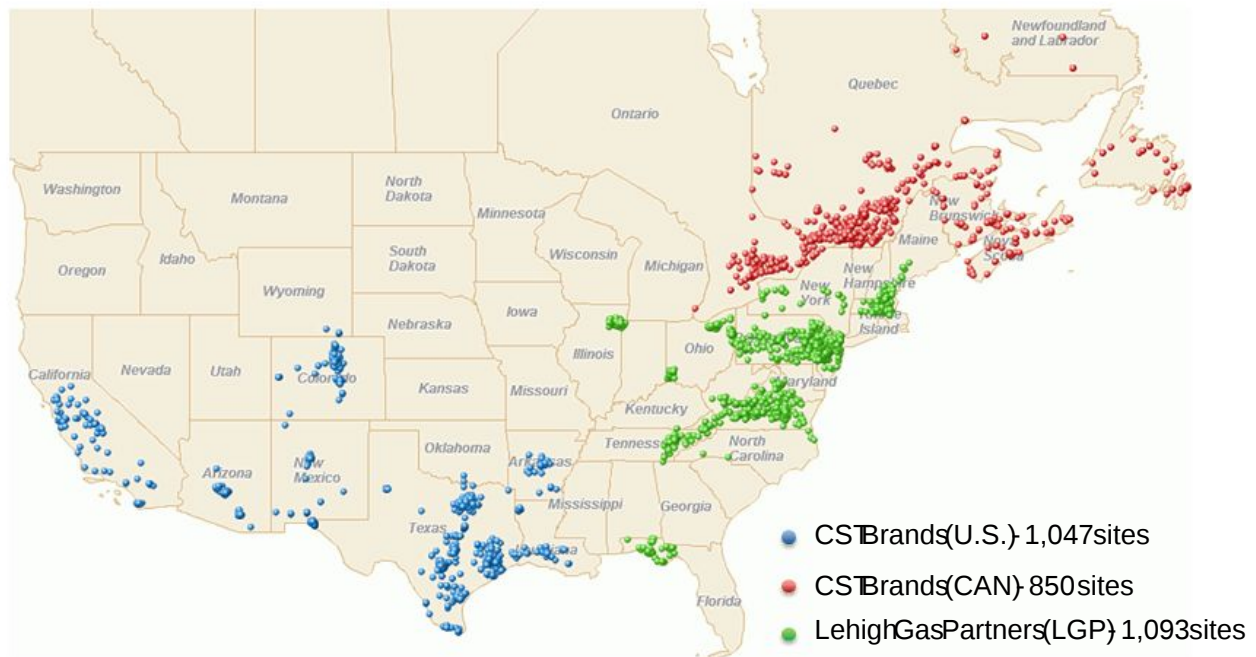 Newfoundland
and Labrador
Quebec
Ontario
Washington
Montana
North
Dakota
Minnesota
New
Brunswick
Maine
Nova
Scotia
Oregon
Idaho
South
Dakota
Wisconsin
Michigan
Wyoming
New
Hampshire
New
York
Iowa
Nebraska
Island
Illinois
Ohio
California
Nevada
Utah
Colorado
Kansas
Missouri
Maryland
Kentucky
Oklahoma
Tennessee
North
Carolina
Arizona
New
Mexico
Arkansas
Mississippi
Georgia
Texas
Louisiana
Florida
CST Brands (U.S.) - 1,047 sites
CST Brands (CAN) - 850 sites
Lehigh Gas Partners (LGP) - 1,093 sites